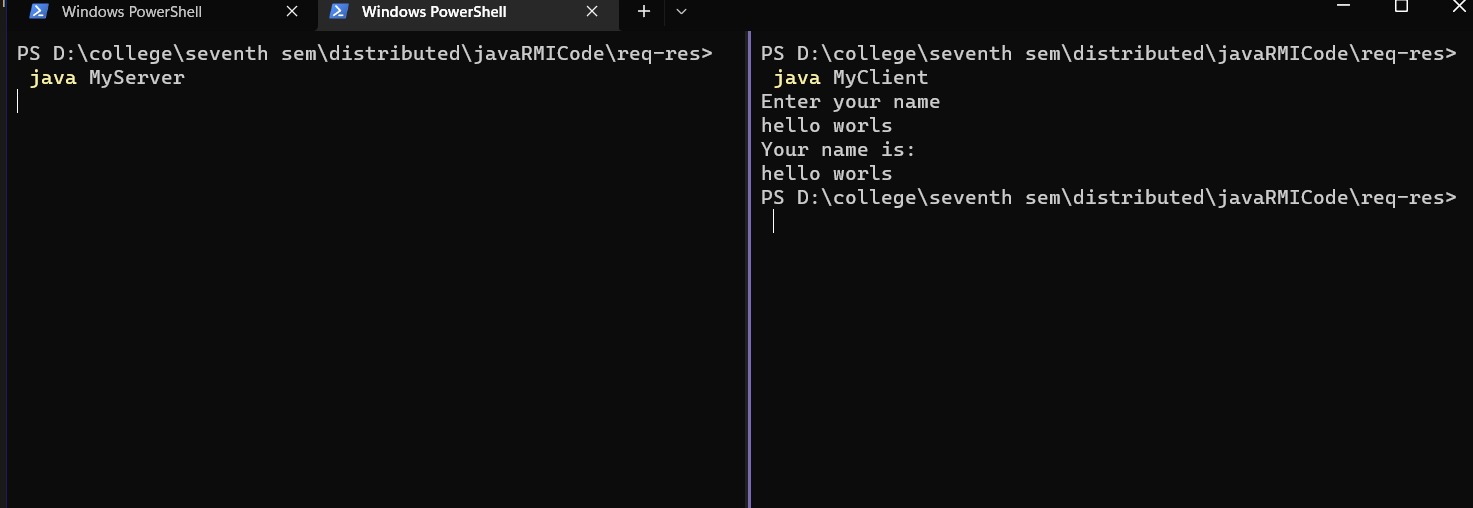 Windows PowerShell
Windows PowerShell
PS D:\college\seventh sem\distributed\javaRMICode\req-res>
java MyServer
PS D:\college\seventh sem\distributed\javaRMICode\req-res>
java MyClient
Enter your name
hello worls
Your name is:
hello worls
PS D:\college\seventh sem\distributed\javaRMICode\req-res>